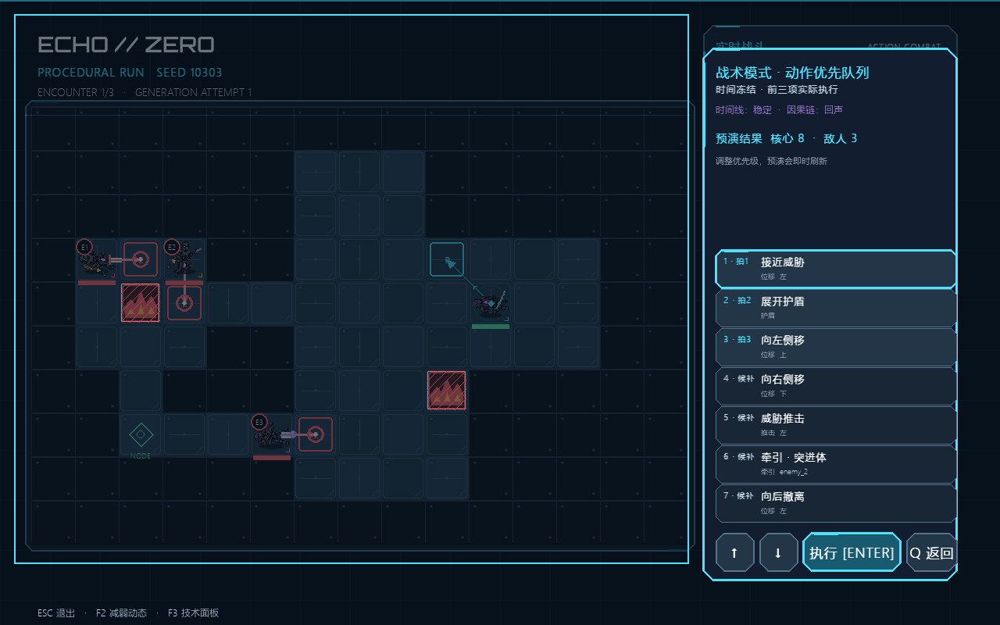 ECHO // ZERO
PROCEDURAL RUN SEED 10303
ENCOUNTER 1/3 · GENERATION ATTEMPT 1
E1
E2
E3
NODE
实时战斗
ACTION COMBAT
战术模式 · 动作优先队列
时间冻结 · 前三项实际执行
时间线: 稳定 · 因果链: 回声
预演结果 核心 8 · 敌人 3
调整优先级, 预演会即时刷新
1 · 拍1 接近威胁
位移 左
2 · 拍2 展开护盾
护盾
3 · 拍3 向左侧移
位移 上
4 · 候补 向右侧移
位移 下
5 · 候补 威胁推击
推击 左
6 · 候补 牵引 · 突进体
牵引 enemy_2
7 · 候补 向后撤离
位移 左
↑ ↓ 执行 [ENTER] Q 返回
ESC 退出 · F2 减弱动态 · F3 技术面板